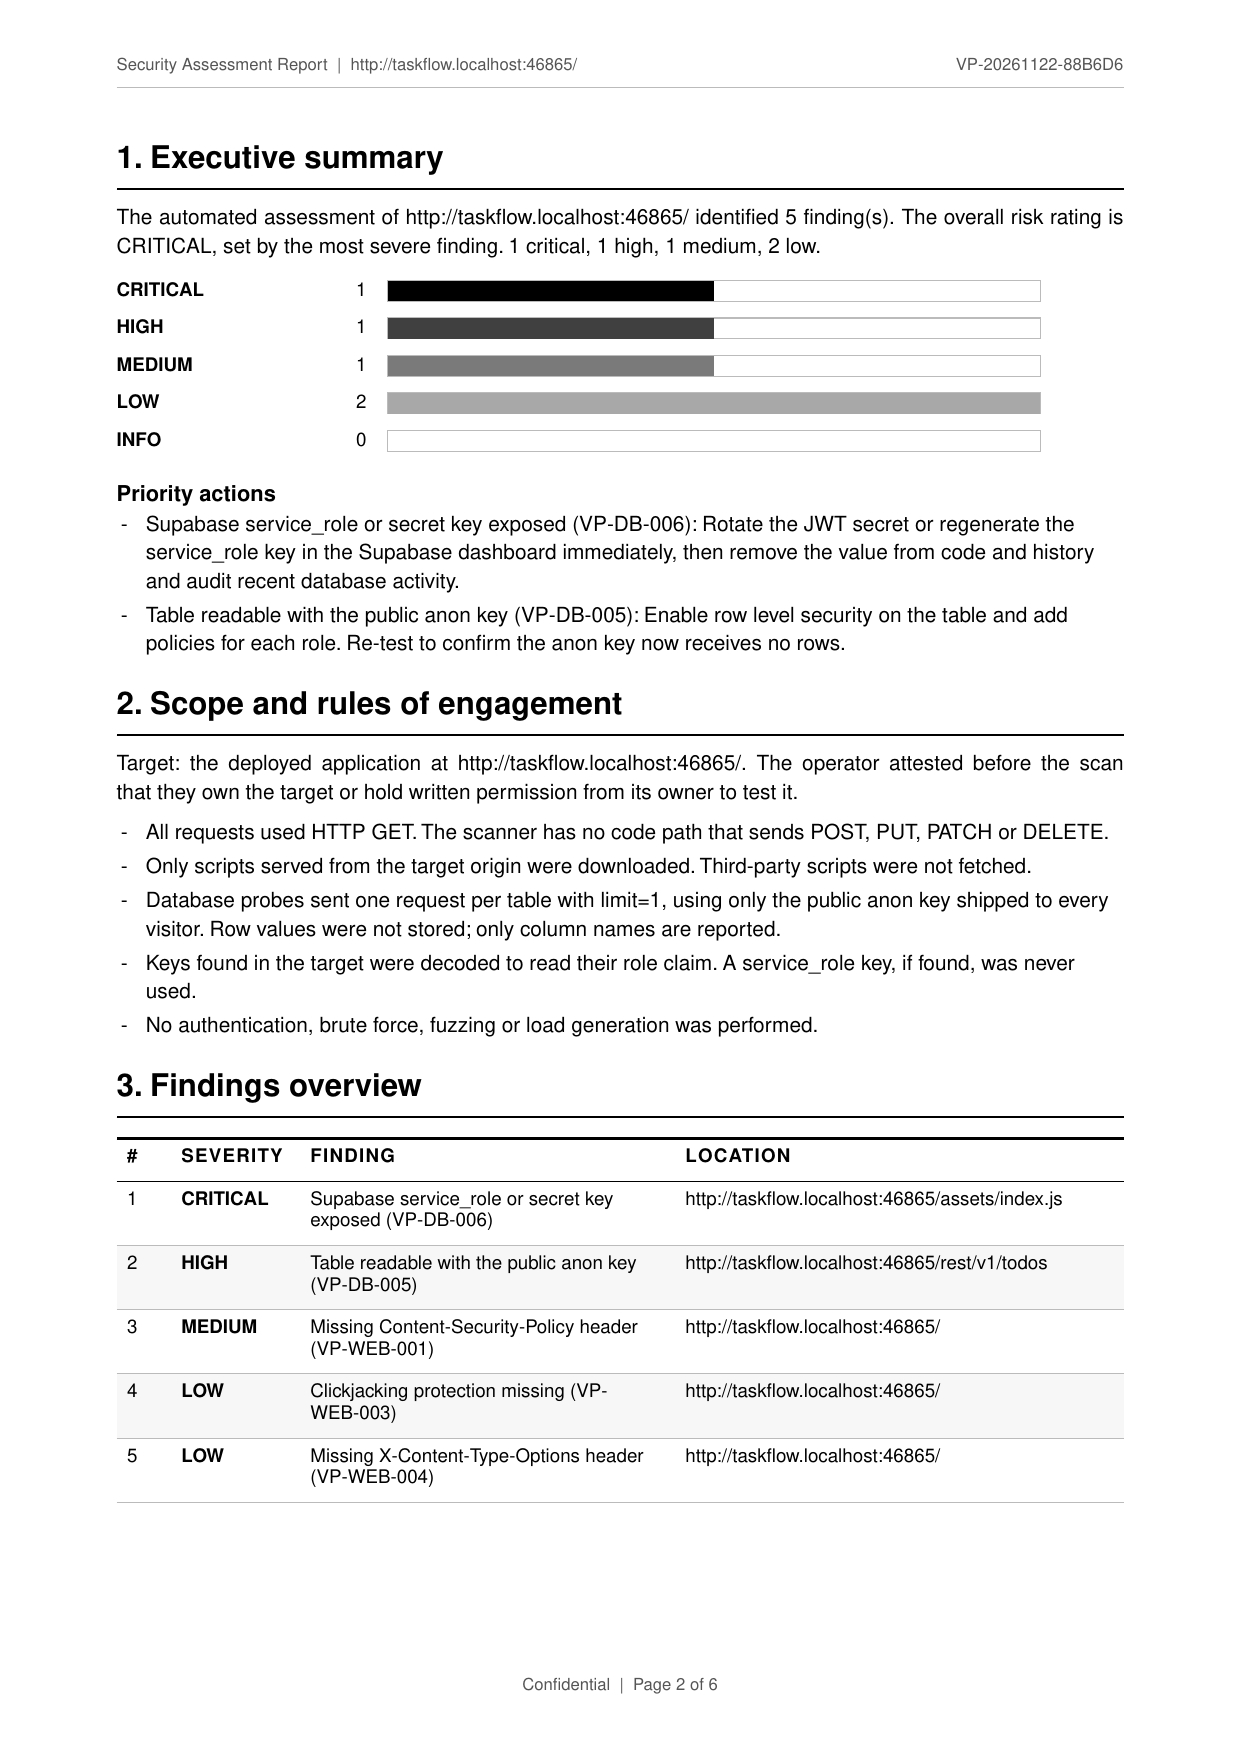 Security Assessment Report | http://taskflow.localhost:46865/ VP-20261122-88B6D6
1. Executive summary
The automated assessment of http://taskflow.localhost:46865/ identified 5 finding(s). The overall risk rating is
CRITICAL, set by the most severe finding. 1 critical, 1 high, 1 medium, 2 low.
CRITICAL 1
HIGH 1
MEDIUM 1
LOW 2
INFO 0
Priority actions
- Supabase service_role or secret key exposed (VP-DB-006): Rotate the JWT secret or regenerate the
service_role key in the Supabase dashboard immediately, then remove the value from code and history
and audit recent database activity.
- Table readable with the public anon key (VP-DB-005): Enable row level security on the table and add
policies for each role. Re-test to confirm the anon key now receives no rows.
2. Scope and rules of engagement
Target: the deployed application at http://taskflow.localhost:46865/. The operator attested before the scan
that they own the target or hold written permission from its owner to test it.
- All requests used HTTP GET. The scanner has no code path that sends POST, PUT, PATCH or DELETE.
- Only scripts served from the target origin were downloaded. Third-party scripts were not fetched.
- Database probes sent one request per table with limit=1, using only the public anon key shipped to every
visitor. Row values were not stored; only column names are reported.
- Keys found in the target were decoded to read their role claim. A service_role key, if found, was never
used.
- No authentication, brute force, fuzzing or load generation was performed.
3. Findings overview
# SEVERITY FINDING LOCATION
1 CRITICAL Supabase service_role or secret key http://taskflow.localhost:46865/assets/index.js
exposed (VP-DB-006)
2 HIGH Table readable with the public anon key http://taskflow.localhost:46865/rest/v1/todos
(VP-DB-005)
3 MEDIUM Missing Content-Security-Policy header http://taskflow.localhost:46865/
(VP-WEB-001)
4 LOW Clickjacking protection missing (VP- http://taskflow.localhost:46865/
WEB-003)
5 LOW Missing X-Content-Type-Options header http://taskflow.localhost:46865/
(VP-WEB-004)
Confidential | Page 2 of 6